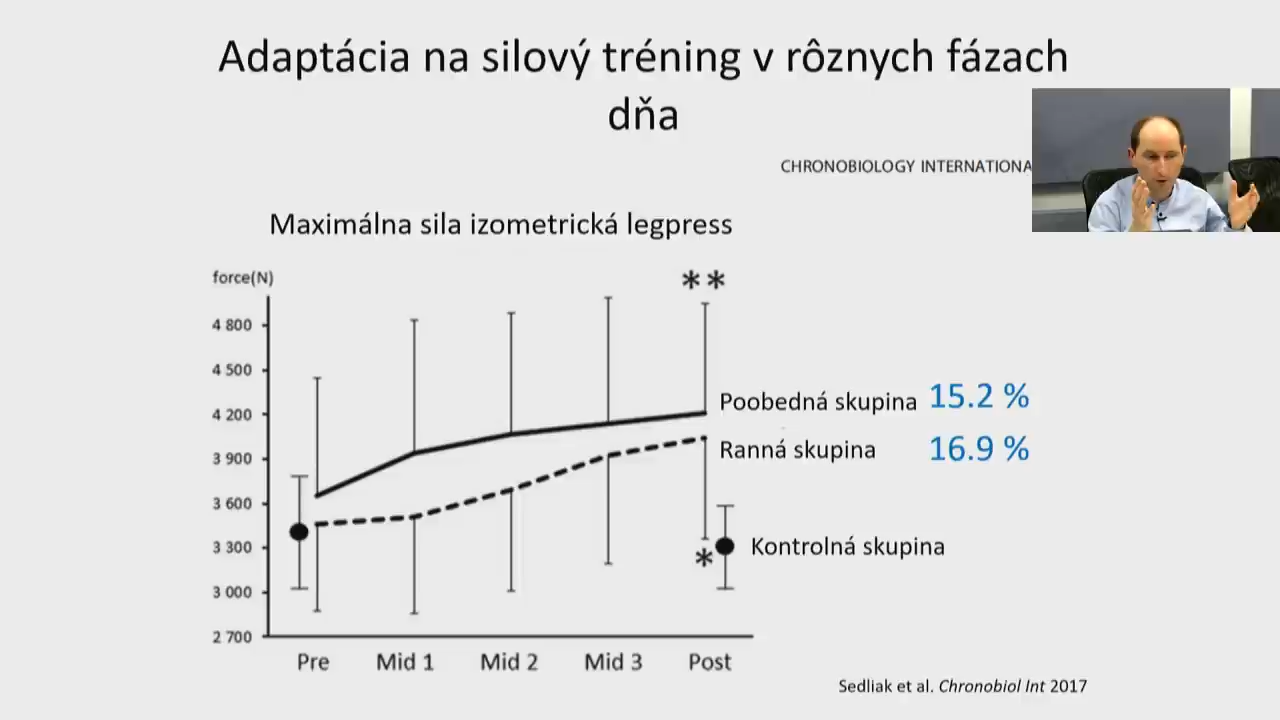 Adaptácia na silový tréning v rôznych fázach
dňa
CHRONOBIOLOGY INTERNATIONA
Maximálna sila izometrická legpress
force(N)
**
4 800
4 500
4 200
3 900
3 600
3 300
3 000
2 700
Poobedná skupina 15.2 %
Ranná skupina 16.9 %
* Kontrolná skupina
Pre Mid 1 Mid 2 Mid 3 Post
Sedliak et al. Chronobiol Int 2017